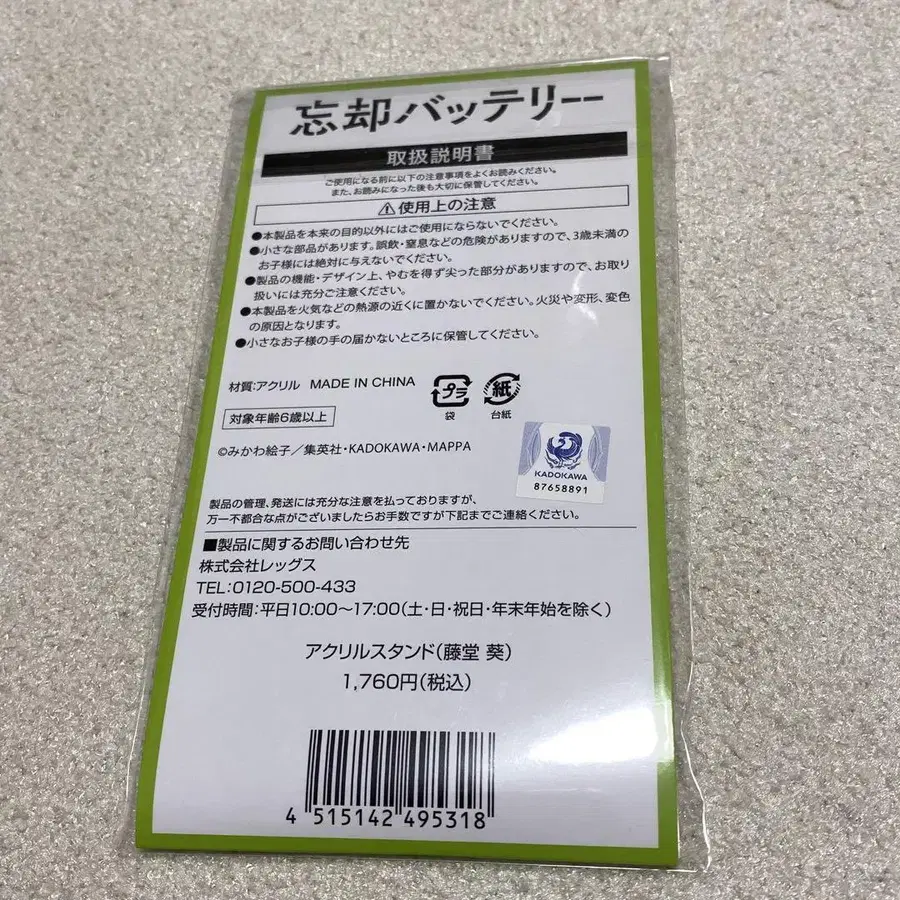 忘却バッテリー
取扱説明書
ご使用になる前に以下の注意事項をよくお読みください。
また、お読みになった後も大切に保管してください。
⚠使用上の注意
●本製品を本来の目的以外にはご使用にならないでください。
●小さな部品があります。誤飲・窒息などの危険がありますので、3歳未満の
お子様には絶対に与えないでください。
●製品の機能・デザイン上、やむを得ず尖った部分がありますので、お取り
扱いには充分ご注意ください。
●本製品を火気などの熱源の近くに置かないでください。火災や変形、変色
の原因となります。
●小さなお子様の手の届かないところに保管してください。
材質:アクリル MADE IN CHINA
プラ
袋
紙
台紙
対象年齢6歳以上
©みかわ絵子/集英社・KADOKAWA・MAPPA
KADOKAWA
87658891
製品の管理、発送には充分な注意を払っておりますが、
万一不都合な点がございましたらお手数ですが下記までご連絡ください。
■製品に関するお問い合わせ先
株式会社レッグス
TEL:0120-500-433
受付時間:平日10:00〜17:00(土・日・祝日・年末年始を除く)
アクリルスタンド(藤堂 葵)
1,760円(税込)
4 515142 495318